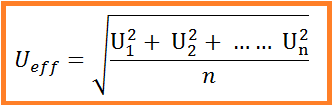 U_eff = √((U₁² + U₂² + …… Uₙ²)/n)